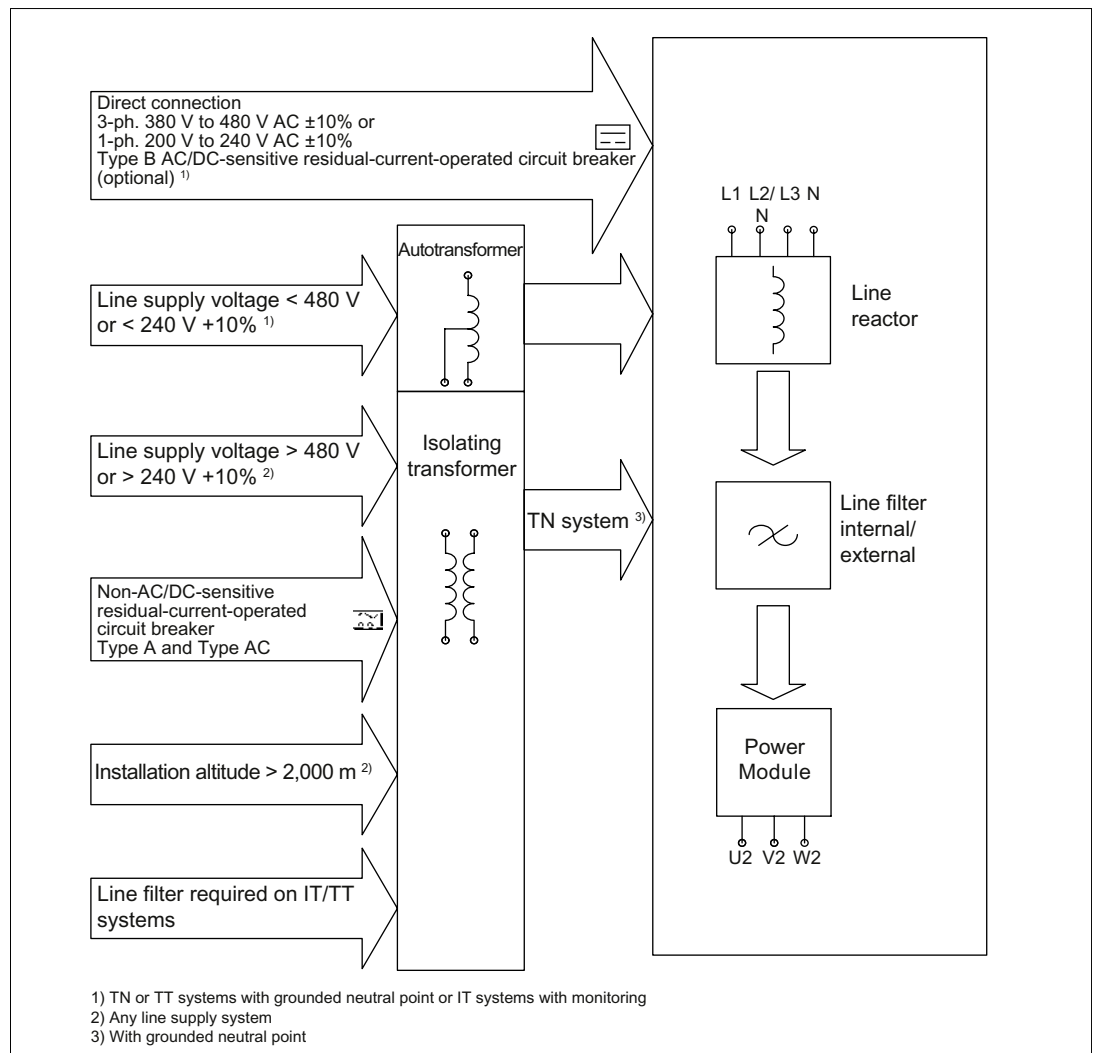 Direct connection
3-ph. 380 V to 480 V AC ±10% or
1-ph. 200 V to 240 V AC ±10%
Type B AC/DC-sensitive residual-current-operated circuit breaker
(optional) 1)
L1 L2/ L3 N
N
Autotransformer
Line supply voltage < 480 V
or < 240 V +10% 1)
Line
reactor
Line supply voltage > 480 V
or > 240 V +10% 2)
Isolating
transformer
TN system 3)
Line filter
internal/
external
Non-AC/DC-sensitive
residual-current-operated
circuit breaker
Type A and Type AC
Installation altitude > 2,000 m 2)
Power
Module
U2 V2 W2
Line filter required on IT/TT
systems
1) TN or TT systems with grounded neutral point or IT systems with monitoring
2) Any line supply system
3) With grounded neutral point